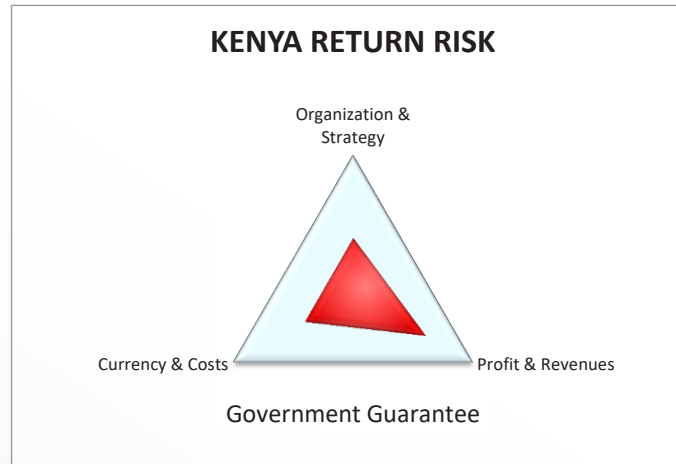 KENYA RETURN RISK
Organization &
Strategy
Currency & Costs
Profit & Revenues
Government Guarantee